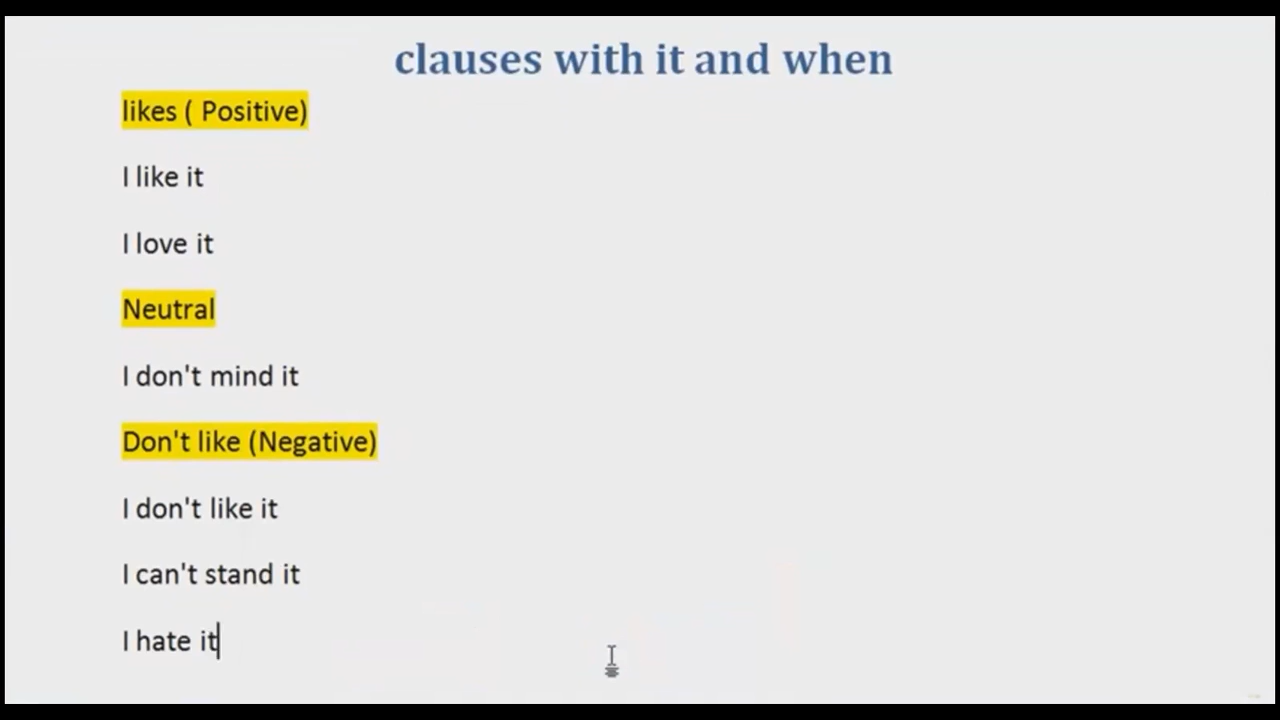 clauses with it and when
likes ( Positive)
I like it
I love it
Neutral
I don't mind it
Don't like (Negative)
I don't like it
I can't stand it
I hate it